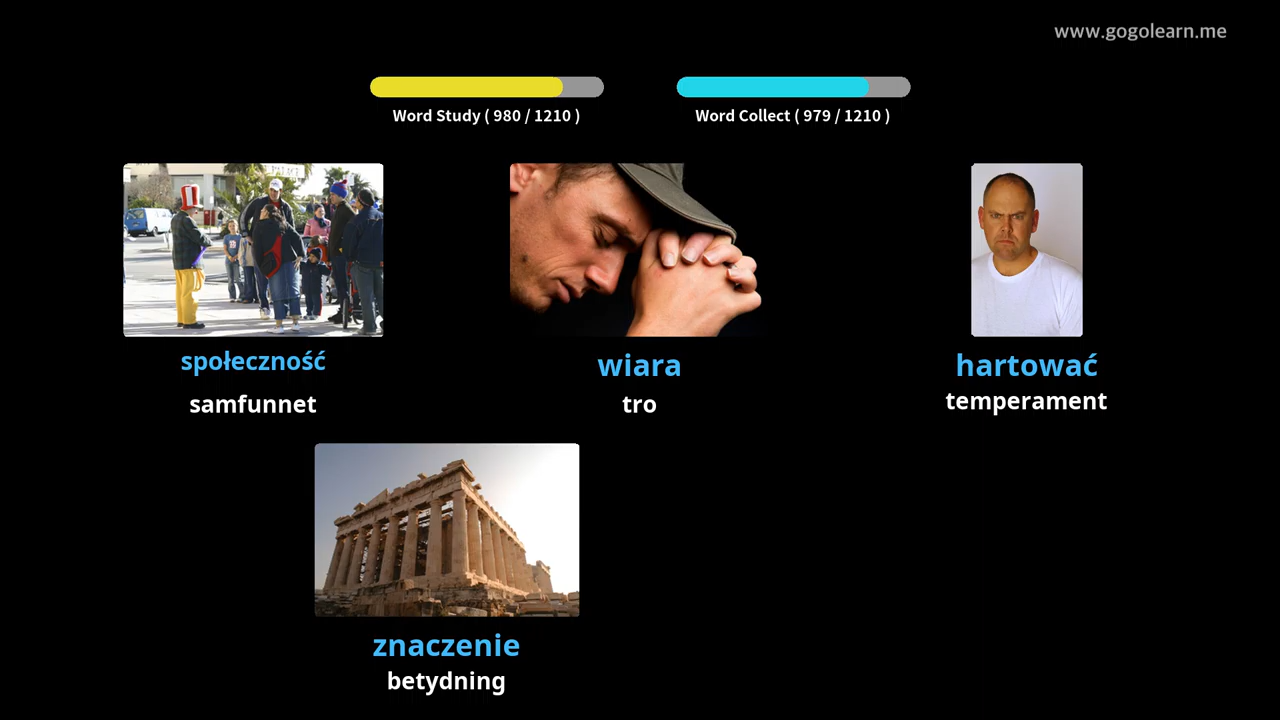 www.gogolearn.me
Word Study ( 980 / 1210 )
Word Collect ( 979 / 1210 )
społeczność
samfunnet
wiara
tro
hartować
temperament
znaczenie
betydning